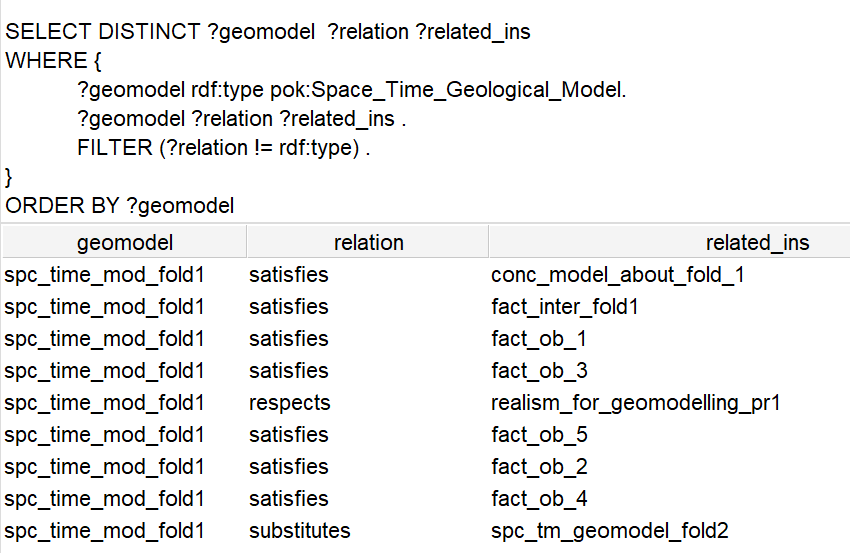 SELECT DISTINCT ?geomodel ?relation ?related_ins
WHERE {
?geomodel rdf:type pok:Space_Time_Geological_Model.
?geomodel ?relation ?related_ins .
FILTER (?relation != rdf:type) .
}
ORDER BY ?geomodel
geomodel relation related_ins
spc_time_mod_fold1 satisfies conc_model_about_fold_1
spc_time_mod_fold1 satisfies fact_inter_fold1
spc_time_mod_fold1 satisfies fact_ob_1
spc_time_mod_fold1 satisfies fact_ob_3
spc_time_mod_fold1 respects realism_for_geomodelling_pr1
spc_time_mod_fold1 satisfies fact_ob_5
spc_time_mod_fold1 satisfies fact_ob_2
spc_time_mod_fold1 satisfies fact_ob_4
spc_time_mod_fold1 substitutes spc_tm_geomodel_fold2